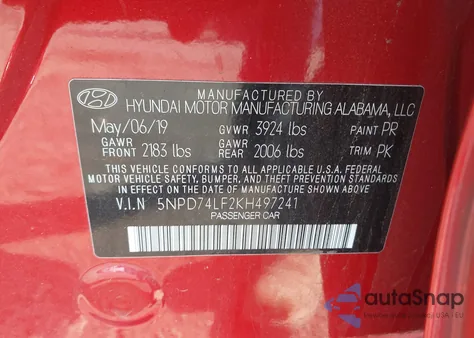 MANUFACTURED BY
HYUNDAI MOTOR MANUFACTURING ALABAMA, LLC
May/06/19 GVWR 3924 lbs PAINT PR
GAWR FRONT 2183 lbs GAWR REAR 2006 lbs TRIM PK
THIS VEHICLE CONFORMS TO ALL APPLICABLE U.S.A. FEDERAL
MOTOR VEHICLE SAFETY, BUMPER, AND THEFT PREVENTION STANDARDS
IN EFFECT ON THE DATE OF MANUFACTURE SHOWN ABOVE.
V.I.N 5NPD74LF2KH497241
PASSENGER CAR
autoSnap